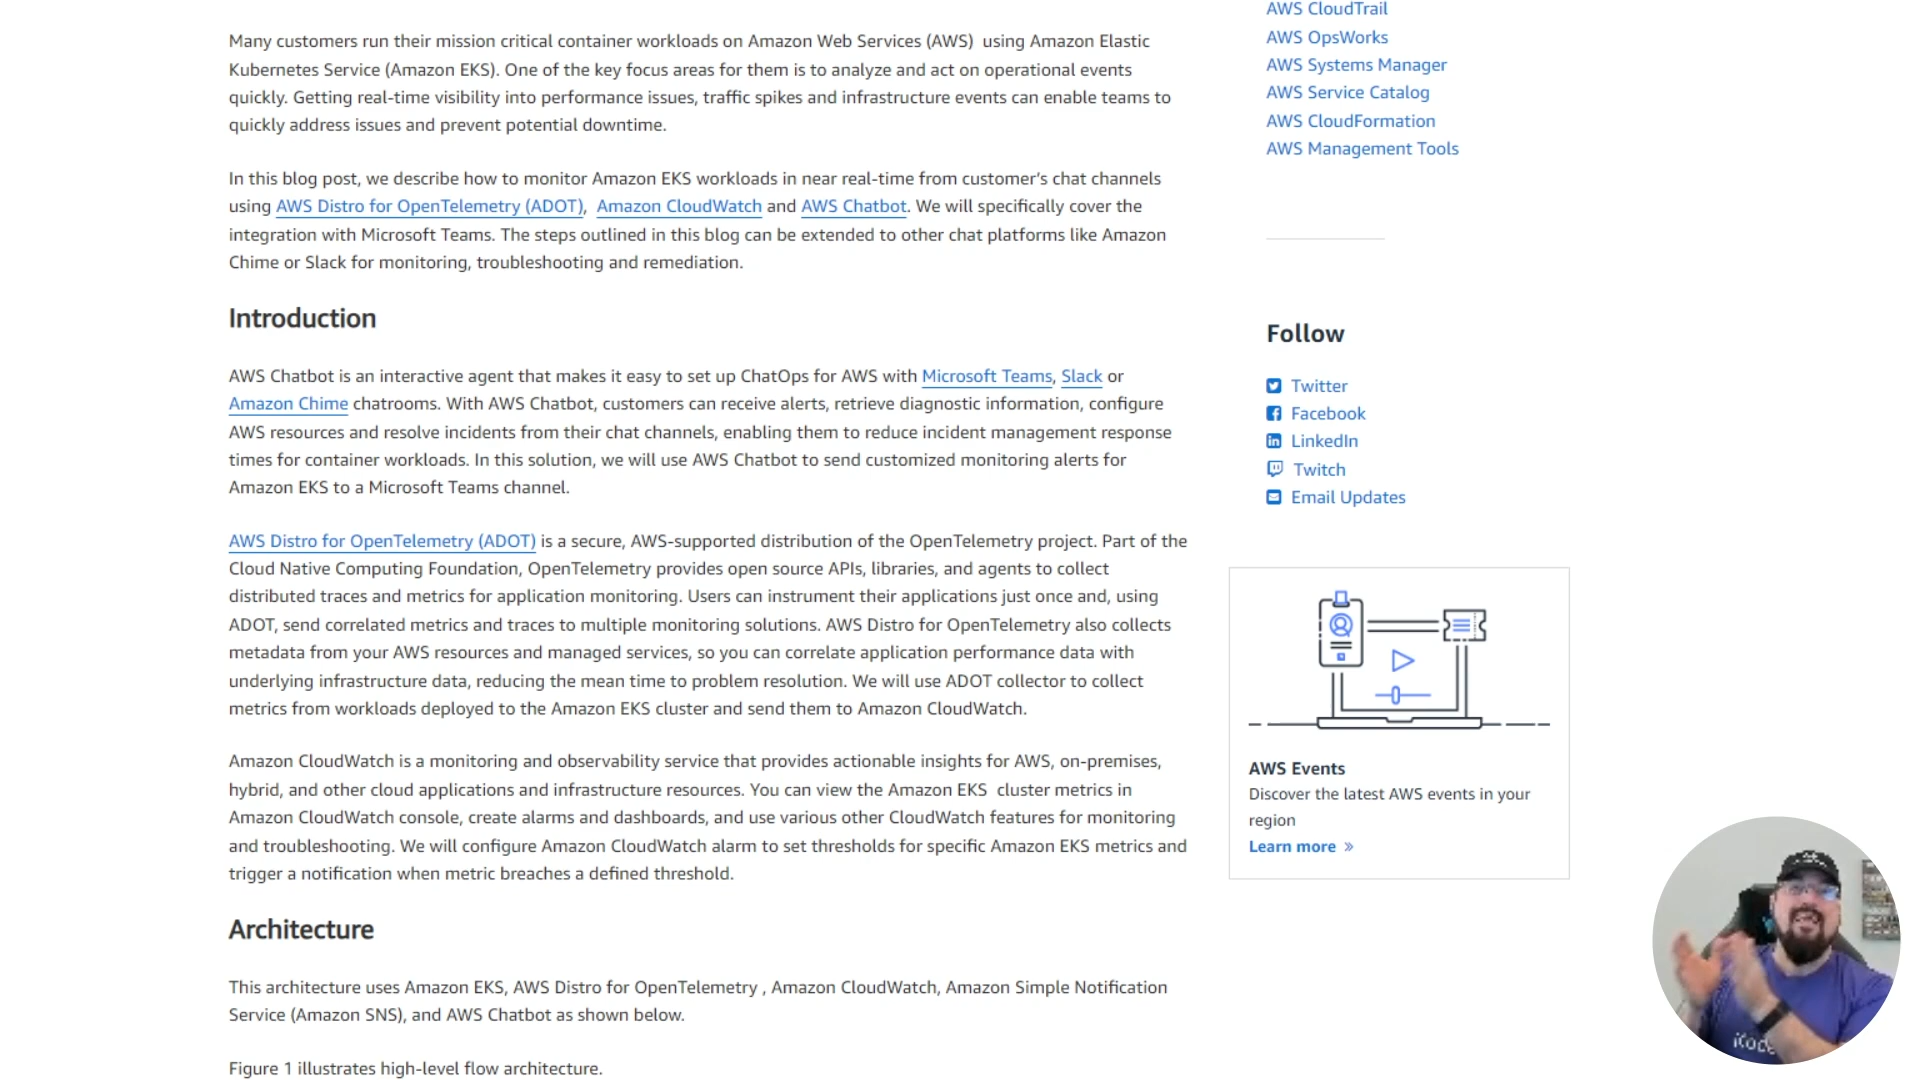 Many customers run their mission critical container workloads on Amazon Web Services (AWS)  using Amazon Elastic
Kubernetes Service (Amazon EKS). One of the key focus areas for them is to analyze and act on operational events
quickly. Getting real-time visibility into performance issues, traffic spikes and infrastructure events can enable teams to
quickly address issues and prevent potential downtime.
In this blog post, we describe how to monitor Amazon EKS workloads in near real-time from customer's chat channels
using AWS Distro for OpenTelemetry (ADOT),  Amazon CloudWatch and AWS Chatbot. We will specifically cover the
integration with Microsoft Teams. The steps outlined in this blog can be extended to other chat platforms like Amazon
Chime or Slack for monitoring, troubleshooting and remediation.
Introduction
AWS Chatbot is an interactive agent that makes it easy to set up ChatOps for AWS with Microsoft Teams, Slack or
Amazon Chime chatrooms. With AWS Chatbot, customers can receive alerts, retrieve diagnostic information, configure
AWS resources and resolve incidents from their chat channels, enabling them to reduce incident management response
times for container workloads. In this solution, we will use AWS Chatbot to send customized monitoring alerts for
Amazon EKS to a Microsoft Teams channel.
AWS Distro for OpenTelemetry (ADOT) is a secure, AWS-supported distribution of the OpenTelemetry project. Part of the
Cloud Native Computing Foundation, OpenTelemetry provides open source APIs, libraries, and agents to collect
distributed traces and metrics for application monitoring. Users can instrument their applications just once and, using
ADOT, send correlated metrics and traces to multiple monitoring solutions. AWS Distro for OpenTelemetry also collects
metadata from your AWS resources and managed services, so you can correlate application performance data with
underlying infrastructure data, reducing the mean time to problem resolution. We will use ADOT collector to collect
metrics from workloads deployed to the Amazon EKS cluster and send them to Amazon CloudWatch.
Amazon CloudWatch is a monitoring and observability service that provides actionable insights for AWS, on-premises,
hybrid, and other cloud applications and infrastructure resources. You can view the Amazon EKS  cluster metrics in
Amazon CloudWatch console, create alarms and dashboards, and use various other CloudWatch features for monitoring
and troubleshooting. We will configure Amazon CloudWatch alarm to set thresholds for specific Amazon EKS metrics and
trigger a notification when metric breaches a defined threshold.
Architecture
This architecture uses Amazon EKS, AWS Distro for OpenTelemetry , Amazon CloudWatch, Amazon Simple Notification
Service (Amazon SNS), and AWS Chatbot as shown below.
Figure 1 illustrates high-level flow architecture.
AWS CloudTrail
AWS OpsWorks
AWS Systems Manager
AWS Service Catalog
AWS CloudFormation
AWS Management Tools
Follow
Twitter
Facebook
LinkedIn
Twitch
Email Updates
AWS Events
Discover the latest AWS events in your
region
Learn more »